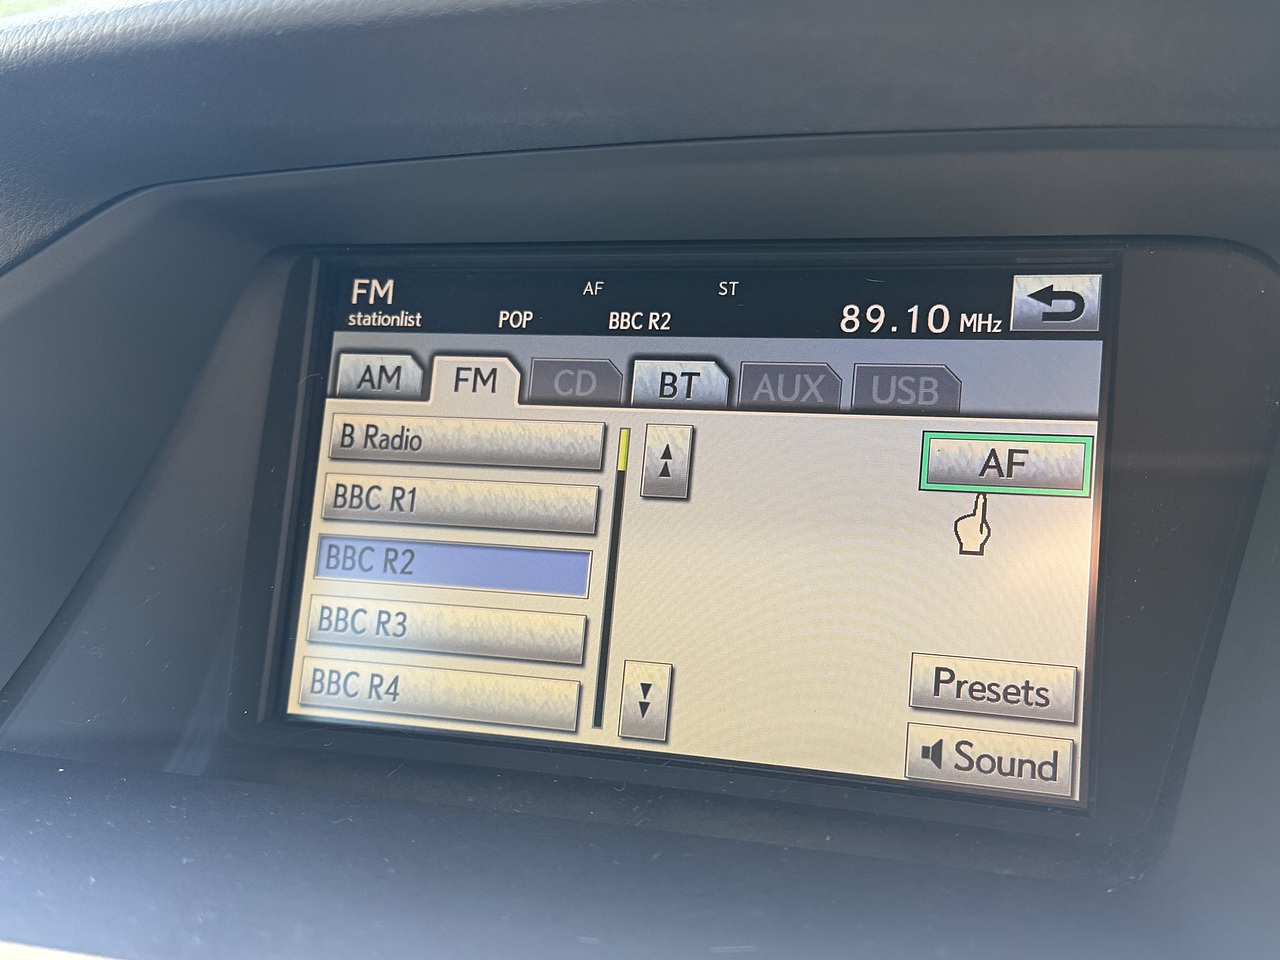 FM AF ST
stationlist POP BBC R2 89.10 MHz
AM FM CD BT AUX USB
B Radio
AF
BBC R1
BBC R2
BBC R3
BBC R4
Presets
Sound